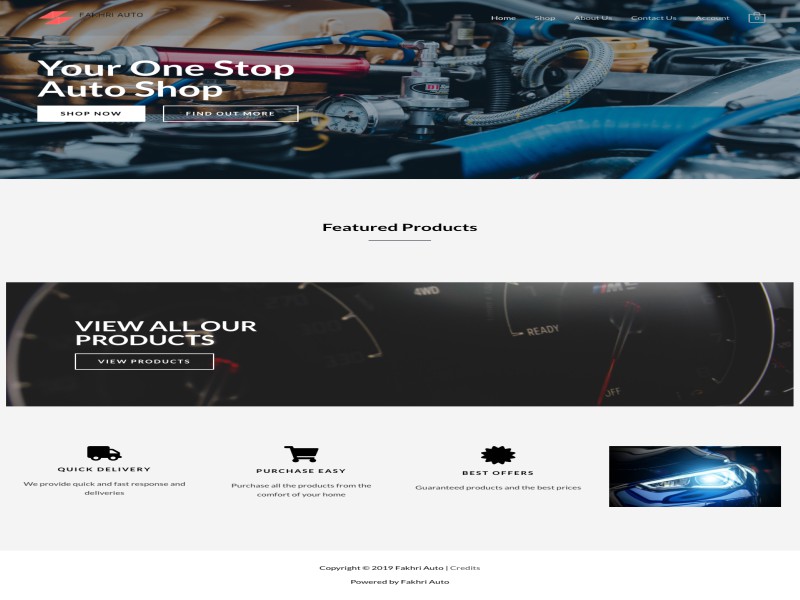 FAKHRI AUTO
Home Shop About Us Contact Us Account 0
Your One Stop
Auto Shop
SHOP NOW FIND OUT MORE
Featured Products
4WD
READY
OFF
VIEW ALL OUR
PRODUCTS
VIEW PRODUCTS
QUICK DELIVERY
We provide quick and fast response and
deliveries
PURCHASE EASY
Purchase all the products from the
comfort of your home
BEST OFFERS
Guaranteed products and the best prices
Copyright © 2019 Fakhri Auto | Credits
Powered by Fakhri Auto